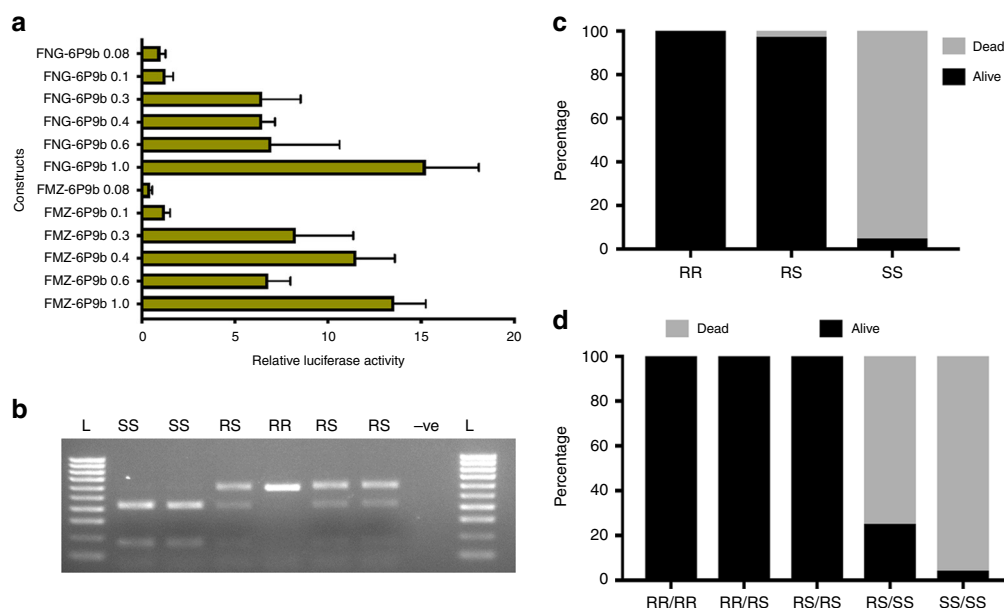 a
Constructs
FNG-6P9b 0.08
FNG-6P9b 0.1
FNG-6P9b 0.3
FNG-6P9b 0.4
FNG-6P9b 0.6
FNG-6P9b 1.0
FMZ-6P9b 0.08
FMZ-6P9b 0.1
FMZ-6P9b 0.3
FMZ-6P9b 0.4
FMZ-6P9b 0.6
FMZ-6P9b 1.0
0 5 10 15 20
Relative luciferase activity
b
L SS SS RS RR RS RS –ve L
c
Percentage
100
80
60
40
20
0
RR RS SS
Dead
Alive
d
Dead Alive
Percentage
100
80
60
40
20
0
RR/RR RR/RS RS/RS RS/SS SS/SS